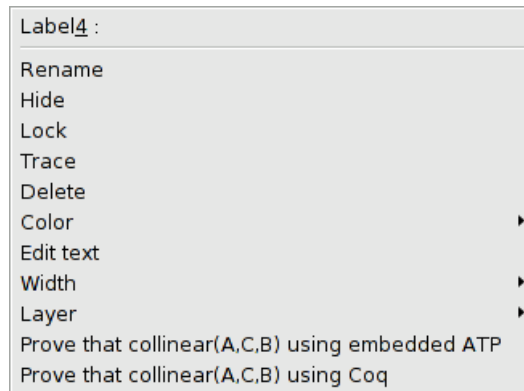 Label4 :
Rename
Hide
Lock
Trace
Delete
Color
Edit text
Width
Layer
Prove that collinear(A,C,B) using embedded ATP
Prove that collinear(A,C,B) using Coq